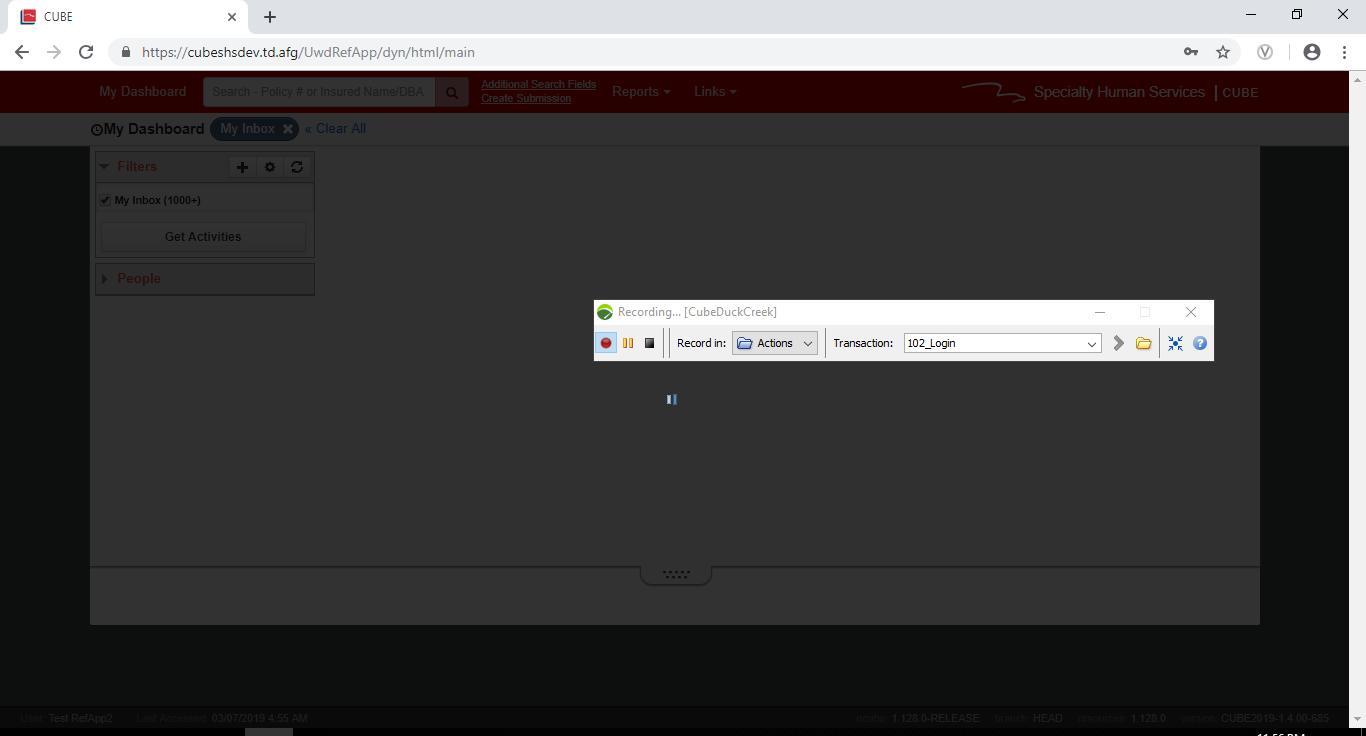 CUBE
https://cubeshsdev.td.afg/UwdRefApp/dyn/html/main
My Dashboard
Search - Policy # or Insured Name/DBA
Additional Search Fields
Create Submission
Reports
Links
Specialty Human Services | CUBE
My Dashboard
My Inbox
« Clear All
Filters
My Inbox (1000+)
Get Activities
People
Recording... [CubeDuckCreek]
Record in:
Actions
Transaction:
102_Login
User: Test RefApp2
Last Accessed: 03/07/2019 4:55 AM
1.128.0-RELEASE
branch: HEAD
1.128.0
version: CUBE2019-1.4.00-685